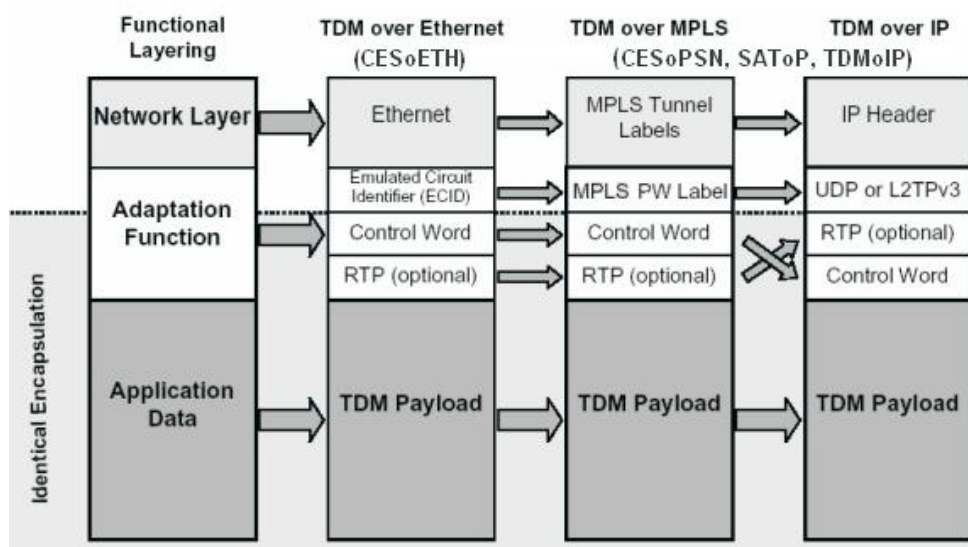 Functional
Layering
TDM over Ethernet
(CESoETH)
TDM over MPLS
TDM over IP
(CESoPSN, SAToP, TDMoIP)
Network Layer
Ethernet
MPLS Tunnel
Labels
IP Header
Adaptation
Function
Emulated Circuit
Identifier (ECID)
MPLS PW Label
UDP or L2TPv3
Control Word
Control Word
RTP (optional)
RTP (optional)
RTP (optional)
Control Word
Application
Data
TDM Payload
TDM Payload
TDM Payload
Identical Encapsulation